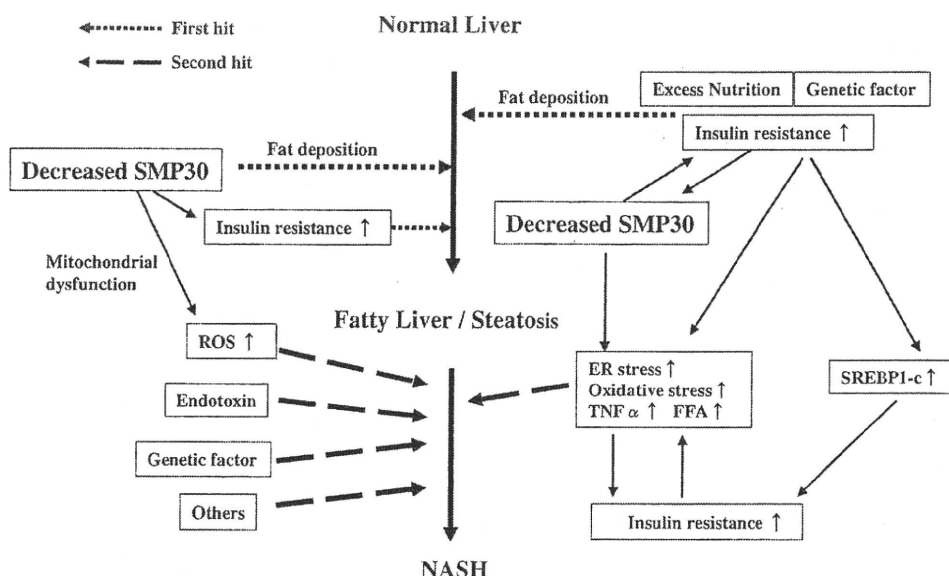 First hit
Second hit
Normal Liver
Fat deposition
Excess Nutrition
Genetic factor
Insulin resistance ↑
Decreased SMP30
Fat deposition
Insulin resistance ↑
Decreased SMP30
Mitochondrial
dysfunction
Fatty Liver / Steatosis
ROS ↑
Endotoxin
Genetic factor
Others
ER stress ↑
Oxidative stress ↑
TNF α ↑ FFA ↑
SREBP1-c ↑
Insulin resistance ↑
NASH